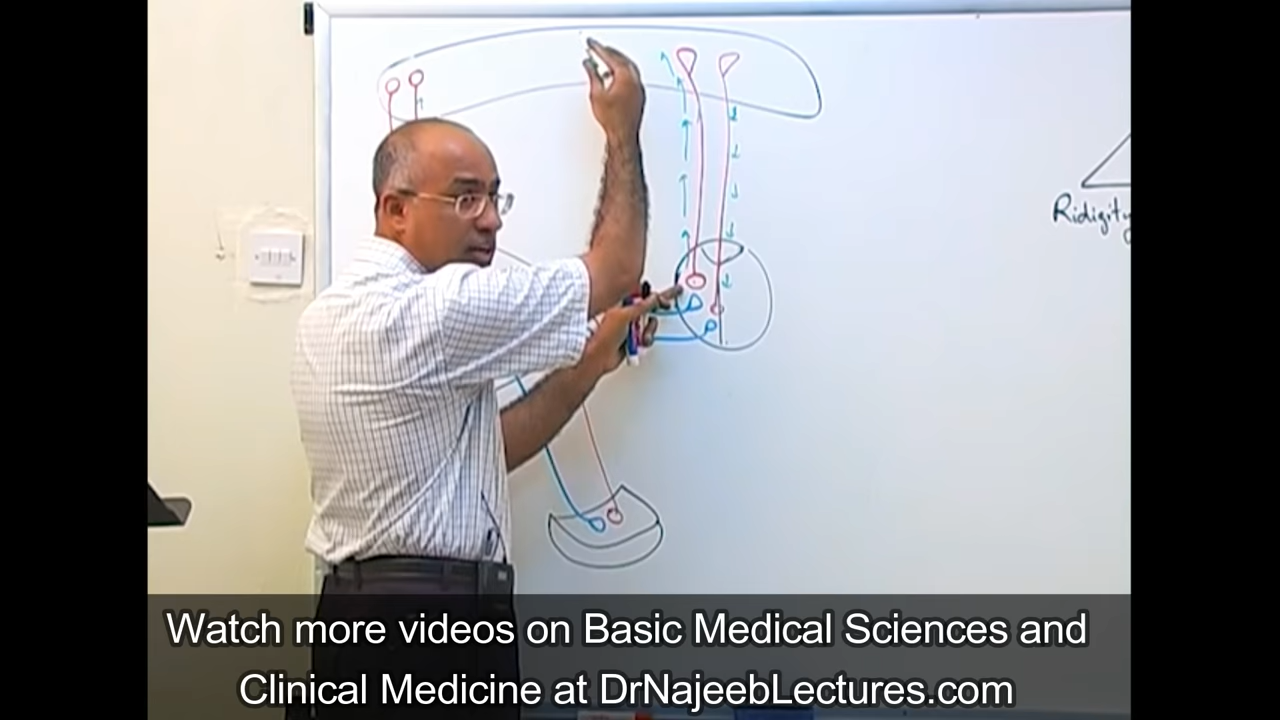 Ridigity
Watch more videos on Basic Medical Sciences and
Clinical Medicine at DrNajeebLectures.com